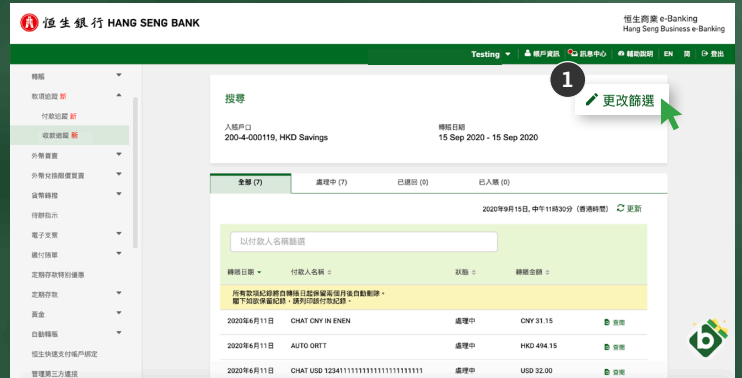 恒生銀行 HANG SENG BANK
恒生商業 e-Banking
Hang Seng Business e-Banking
Testing 帳戶資訊 訊息中心 輔助說明 EN 简 登出
轉賬
款項追蹤 新
付款追蹤 新
收款追蹤 新
外幣買賣
外幣兌換限價買賣
貨幣轉撥
待辦指示
電子支票
繳付賬單
定期存款特別優惠
定期存款
黃金
自動轉賬
恒生快速支付帳戶綁定
管理第三方連接
搜尋
1
更改篩選
入賬戶口
200-4-000119, HKD Savings
轉賬日期
15 Sep 2020 - 15 Sep 2020
全部 (7) 處理中 (7) 已退回 (0) 已入賬 (0)
2020年9月15日, 中午11時30分（香港時間） 更新
以付款人名稱篩選
轉賬日期 付款人名稱 狀態 轉賬金額
所有款項紀錄將自轉賬日起保留兩個月後自動刪除。
閣下如欲保留紀錄，請列印該付款紀錄。
2020年6月11日 CHAT CNY IN ENEN 處理中 CNY 31.15 查閱
2020年6月11日 AUTO ORTT 處理中 HKD 494.15 查閱
2020年6月11日 CHAT USD 12341111111111111111111111 處理中 USD 32.00 查閱